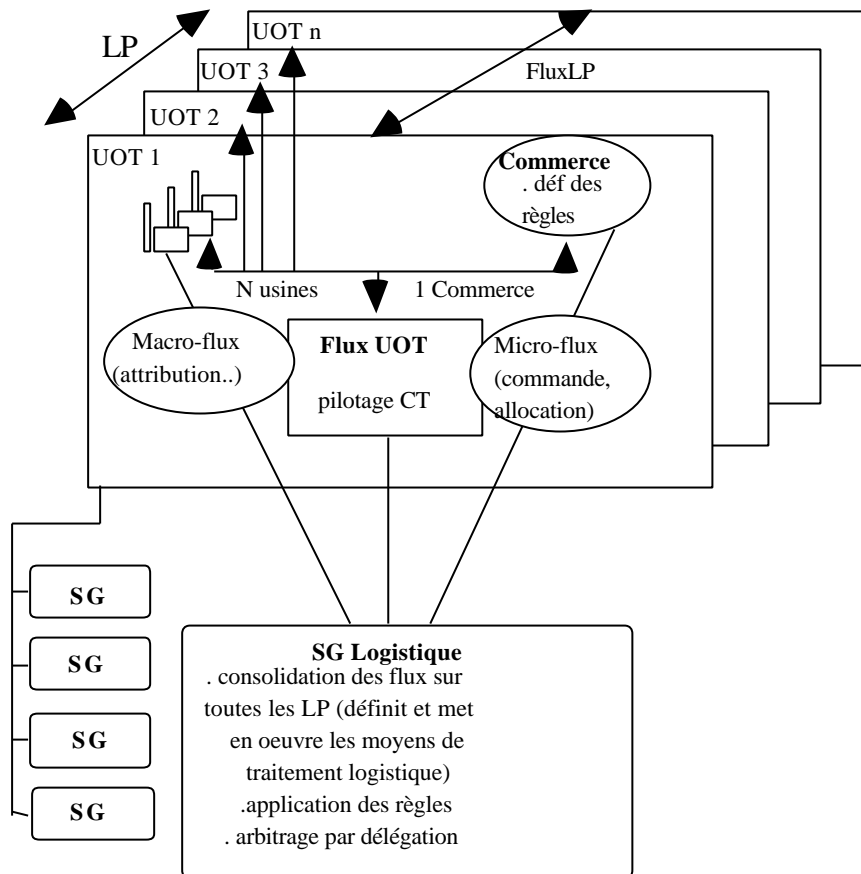 LP
UOT n
UOT 3
FluxLP
UOT 2
UOT 1
Commerce
. déf des
règles
N usines
1 Commerce
Macro-flux
(attribution..)
Flux UOT
pilotage CT
Micro-flux
(commande,
allocation)
SG
SG
SG
SG
SG Logistique
. consolidation des flux sur
toutes les LP (définit et met
en oeuvre les moyens de
traitement logistique)
.application des règles
. arbitrage par délégation